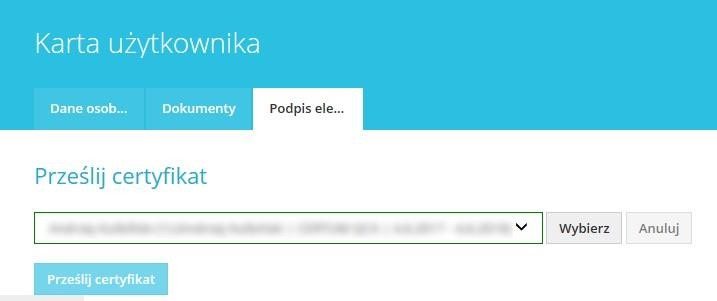 Karta użytkownika
Dane osob...
Dokumenty
Podpis ele...
Prześlij certyfikat
Wybierz
Anuluj
Prześlij certyfikat